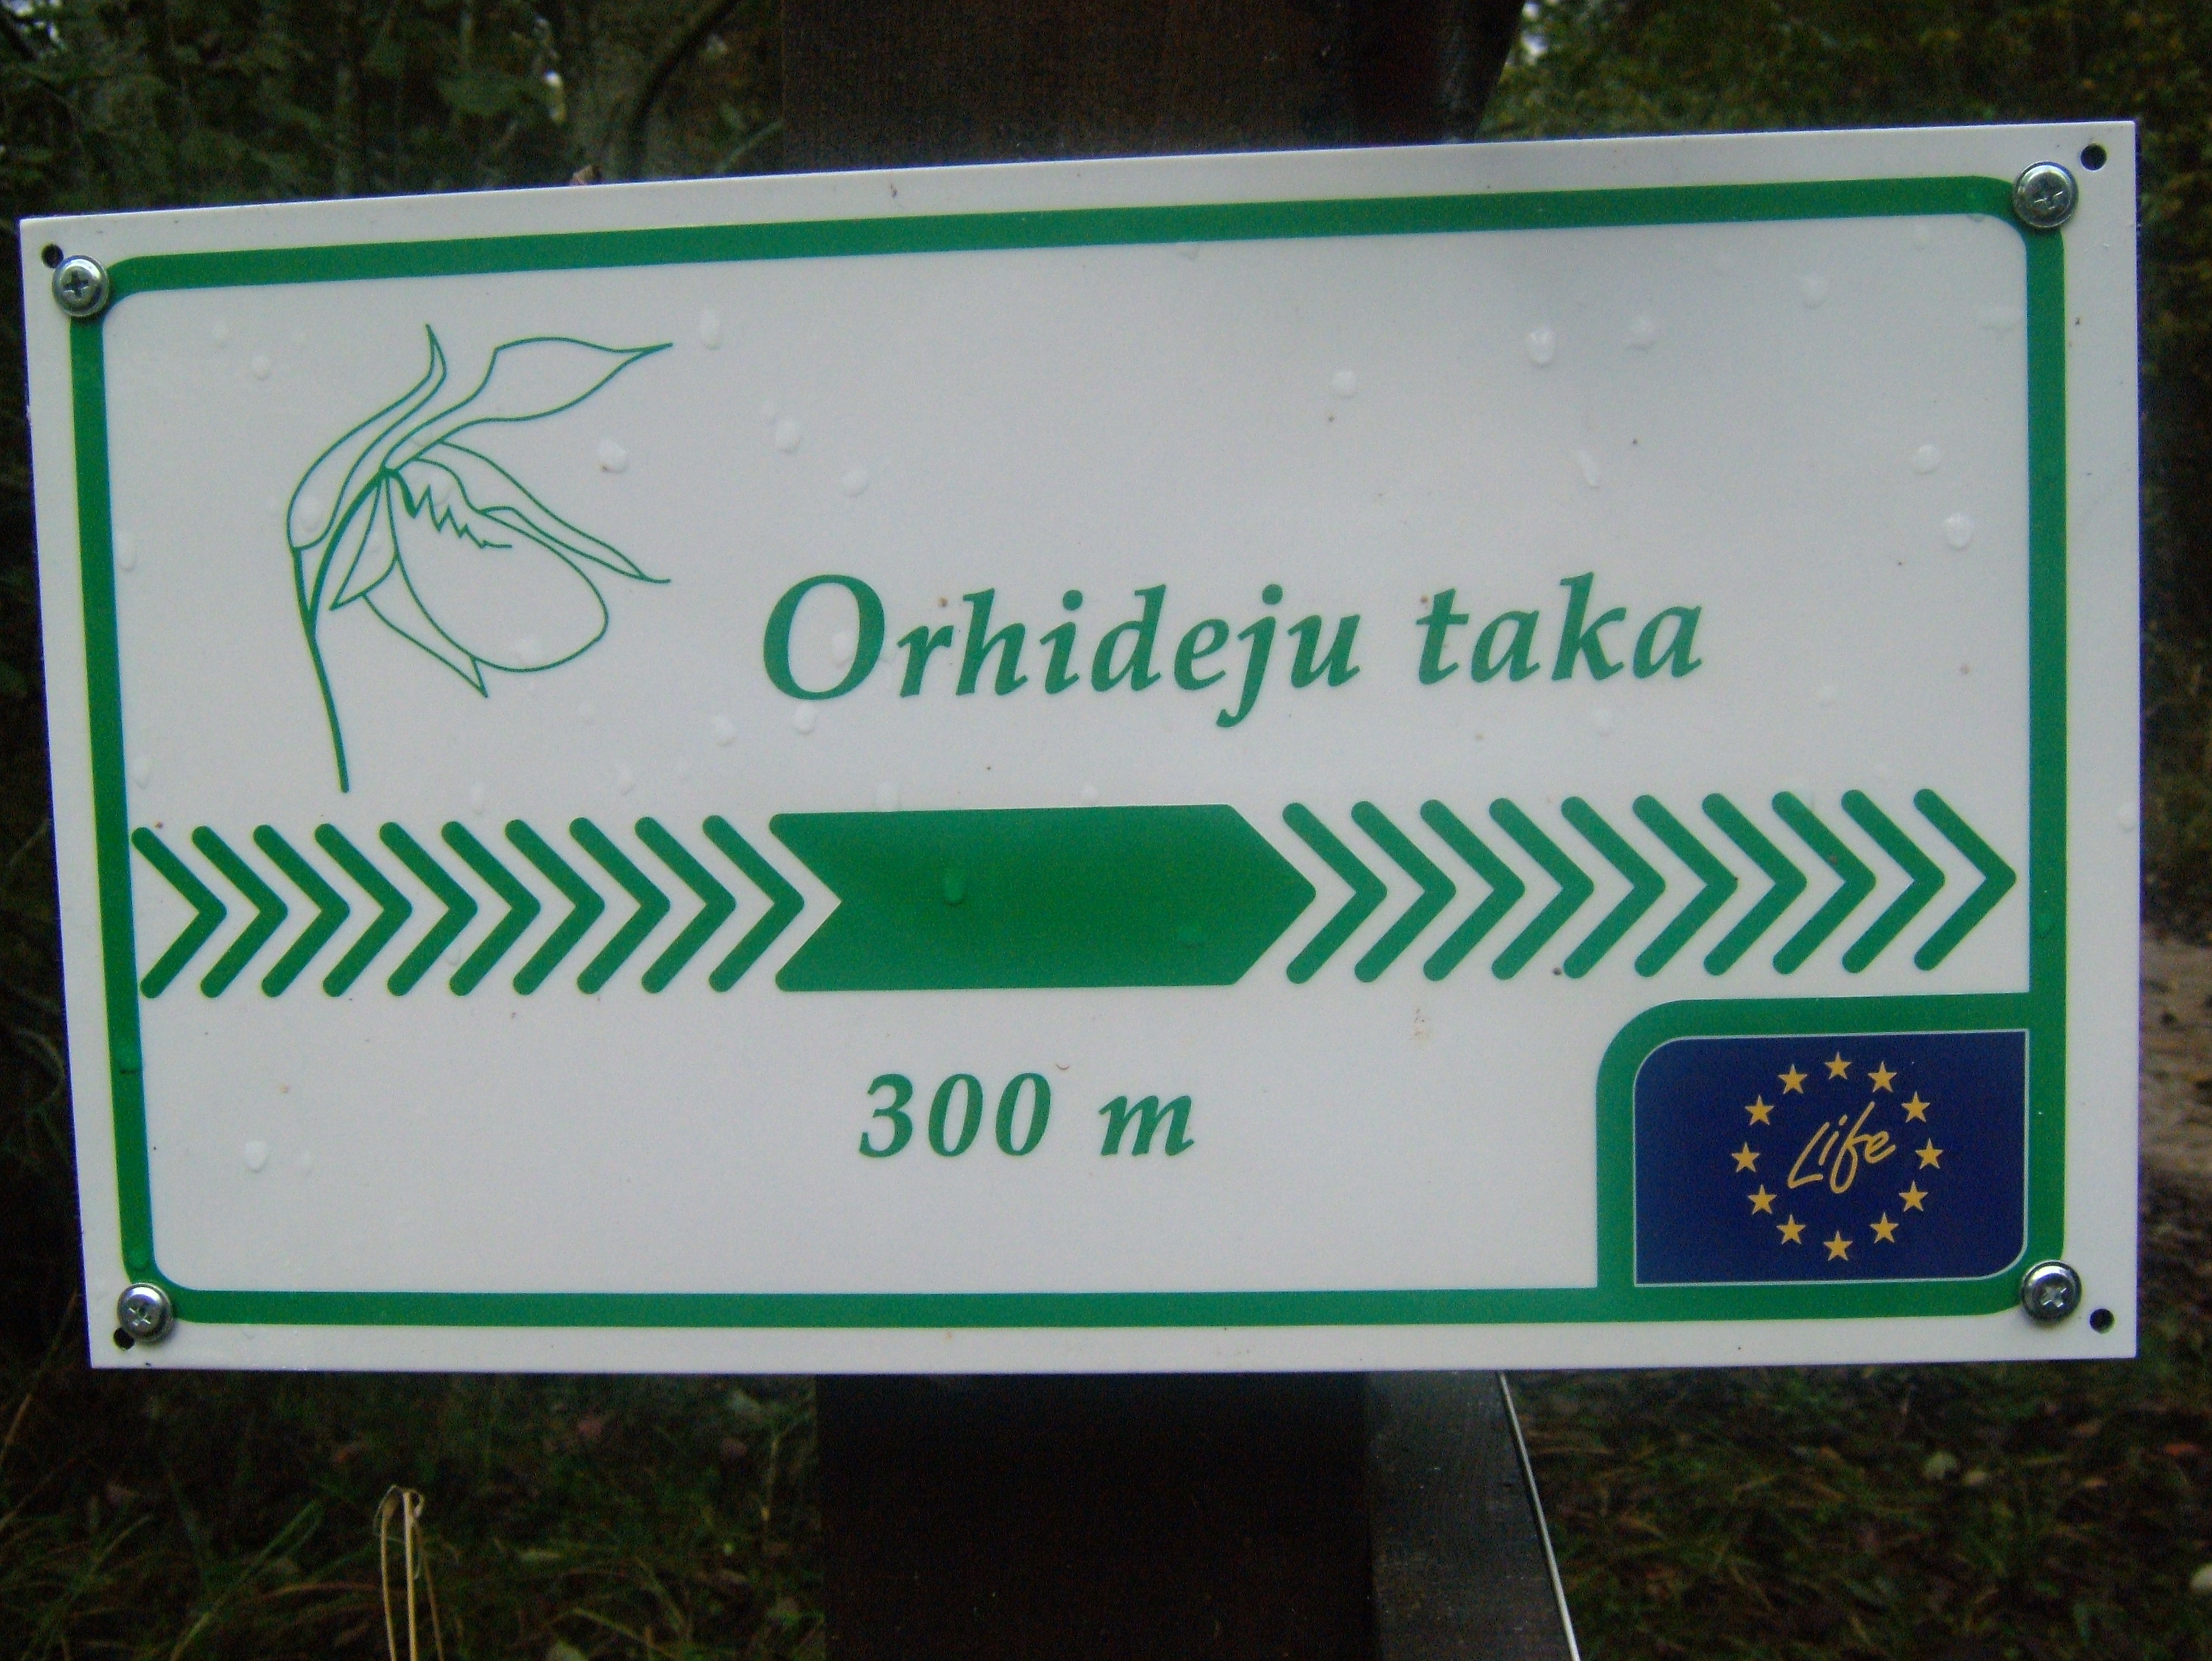 Orhideju taka
300 m
Life